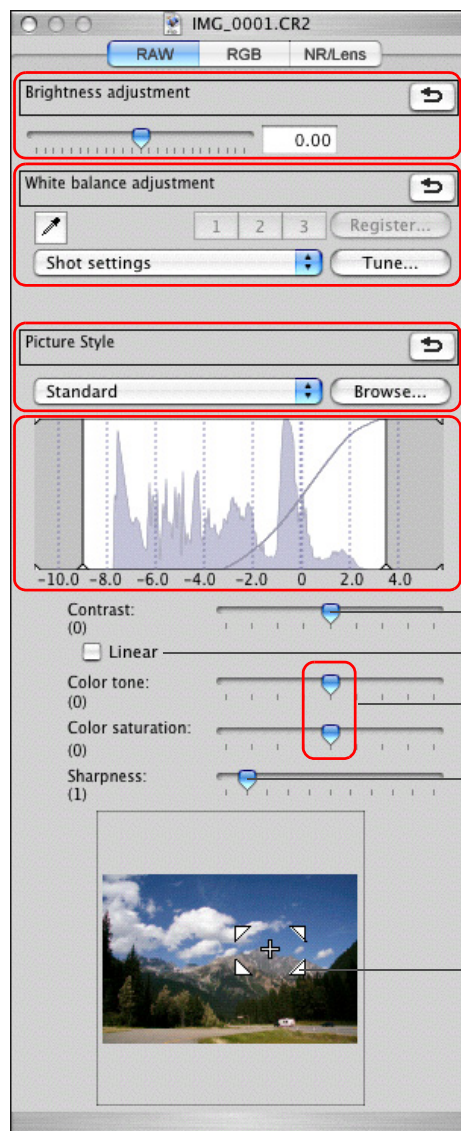 IMG_0001.CR2
RAW RGB NR/Lens
Brightness adjustment
0.00
White balance adjustment
1 2 3 Register...
Shot settings Tune...
Picture Style
Standard Browse...
-10.0 -8.0 -6.0 -4.0 -2.0 0 2.0 4.0
Contrast:
(0)
Linear
Color tone:
(0)
Color saturation:
(0)
Sharpness:
(1)